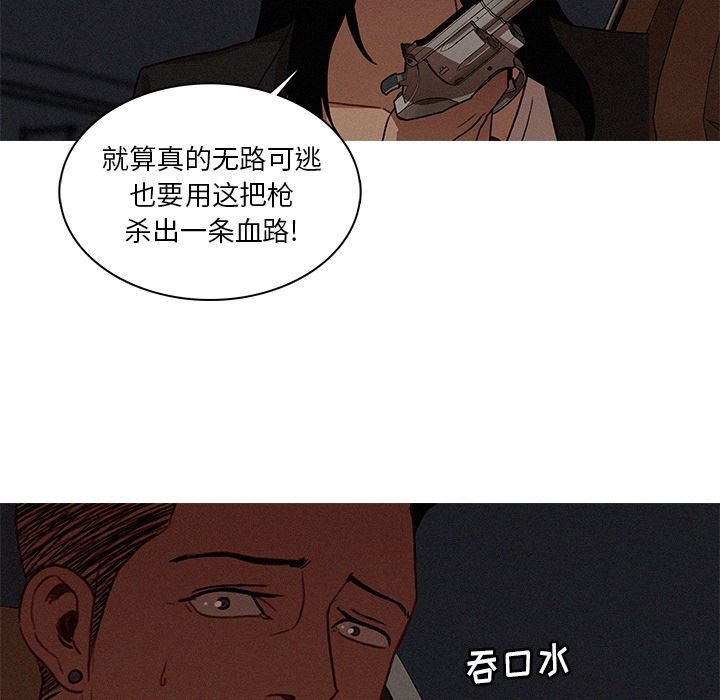 就算真的无路可逃
也要用这把枪
杀出一条血路!
吞口水